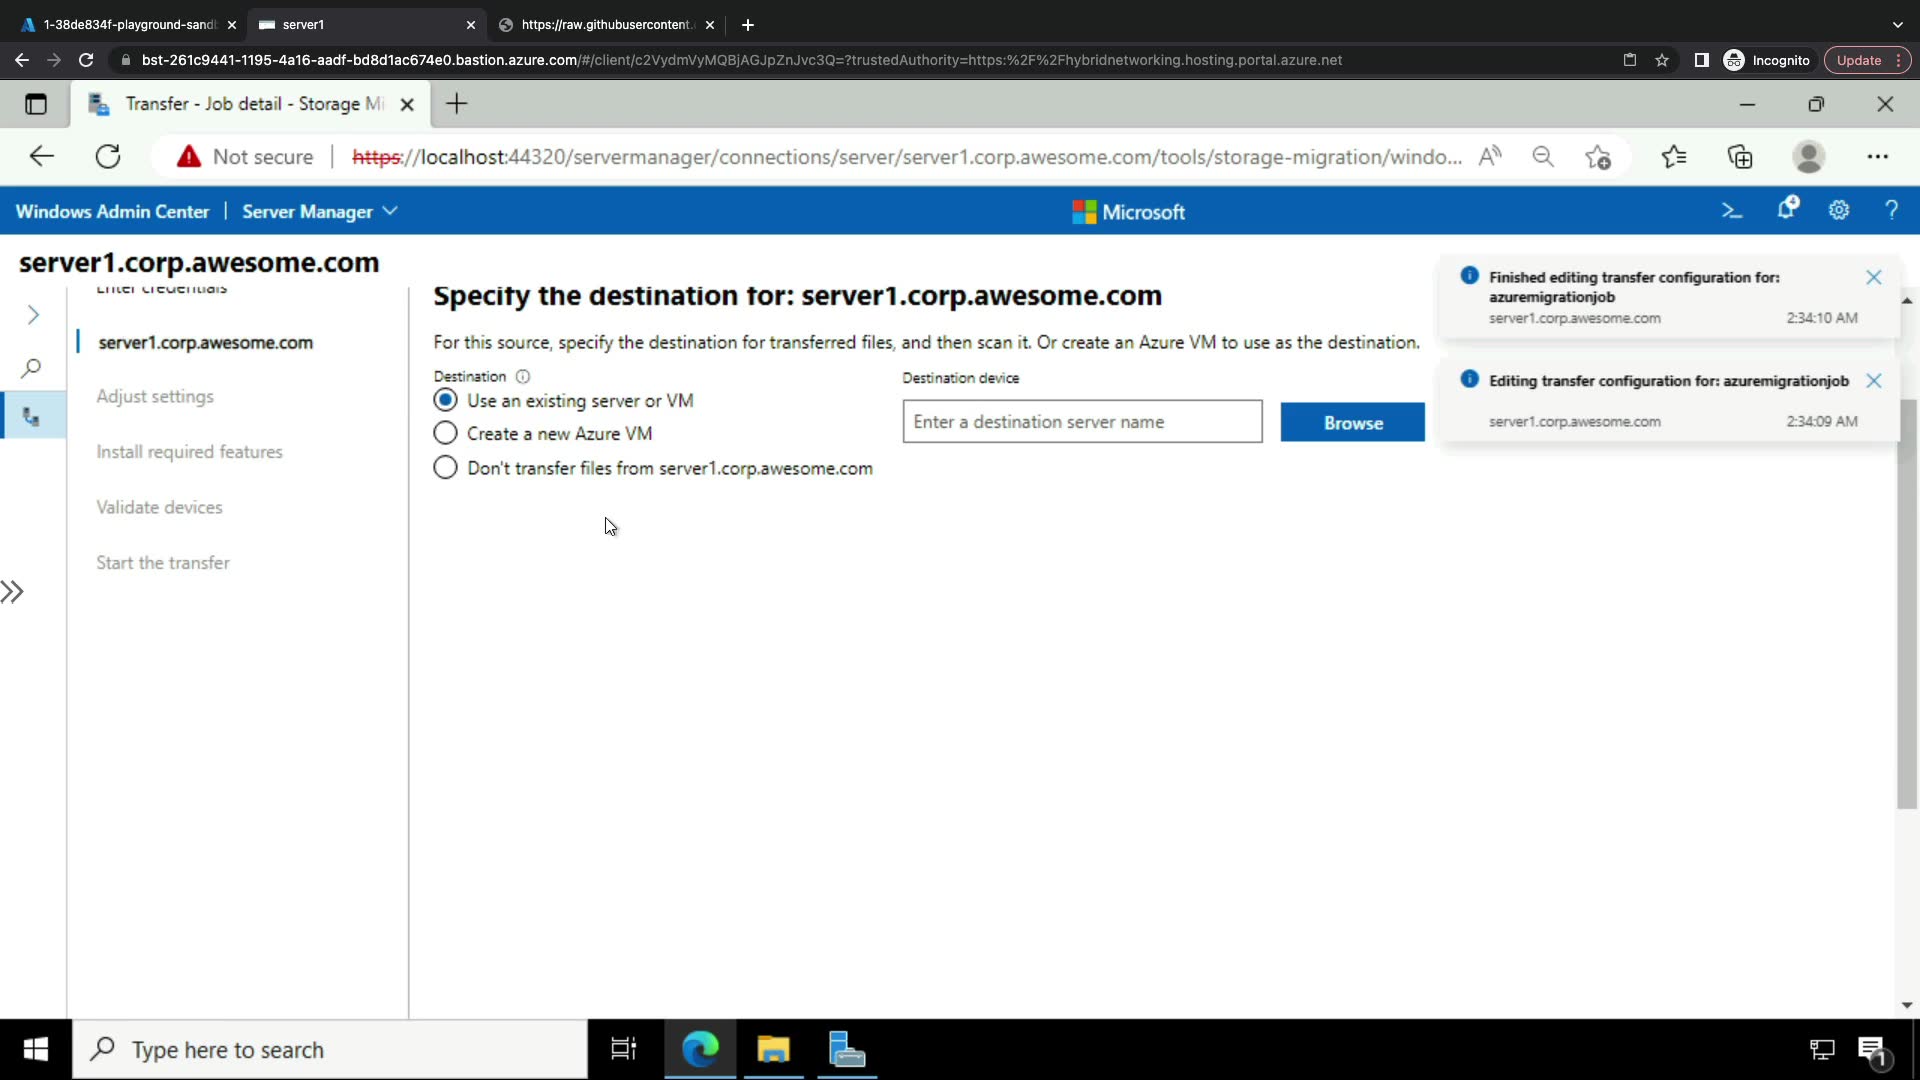 1-38de834f-playground-sand
server1
https://raw.githubusercontent.
bst-261c9441-1195-4a16-aadf-bd8d1ac674e0.bastion.azure.com/#/client/c2VydmVyMQBjAGJpZnJvc3Q=?trustedAuthority=https:%2F%2Fhybridnetworking.hosting.portal.azure.net
Incognito
Update
Transfer - Job detail - Storage Mi
Not secure
https://localhost:44320/servermanager/connections/server/server1.corp.awesome.com/tools/storage-migration/windo...
Windows Admin Center | Server Manager
Microsoft
4
server1.corp.awesome.com
Enter credentials
server1.corp.awesome.com
Adjust settings
Install required features
Validate devices
Start the transfer
Specify the destination for: server1.corp.awesome.com
For this source, specify the destination for transferred files, and then scan it. Or create an Azure VM to use as the destination.
Destination
Use an existing server or VM
Create a new Azure VM
Don't transfer files from server1.corp.awesome.com
Destination device
Enter a destination server name
Browse
Finished editing transfer configuration for:
azuremigrationjob
server1.corp.awesome.com 2:34:10 AM
Editing transfer configuration for: azuremigrationjob
server1.corp.awesome.com 2:34:09 AM
Type here to search
1